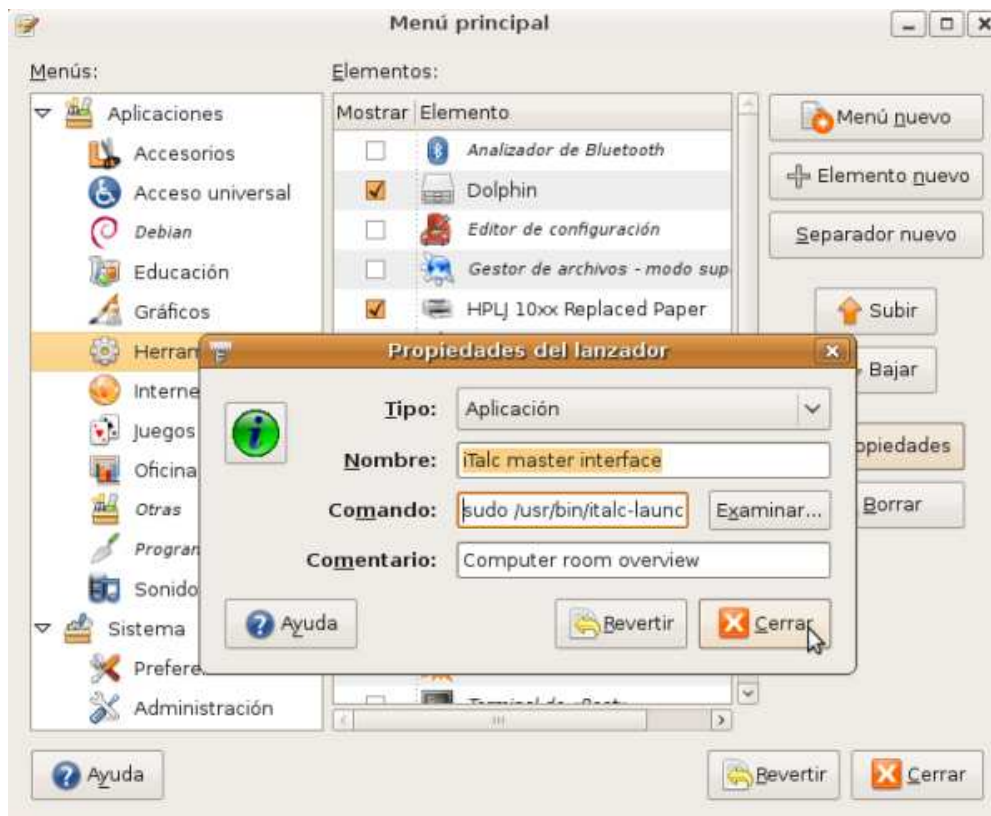 Menú principal
Menús:
Elementos:
Aplicaciones
Accesorios
Acceso universal
Debian
Educación
Gráficos
Herran
Interne
Juegos
Oficina
Otras
Progran
Sonido
Sistema
Prefere
Administración
Mostrar Elemento
Analizador de Bluetooth
Dolphin
Editor de configuración
Gestor de archivos - modo sup
HPLJ 10xx Replaced Paper
Menú nuevo
Elemento nuevo
Separador nuevo
Subir
Bajar
opiedades
Borrar
Propiedades del lanzador
Tipo: Aplicación
Nombre: iTalc master interface
Comando: sudo /usr/bin/italc-launc Examinar...
Comentario: Computer room overview
Ayuda Revertir Cerrar
Ayuda Revertir Cerrar